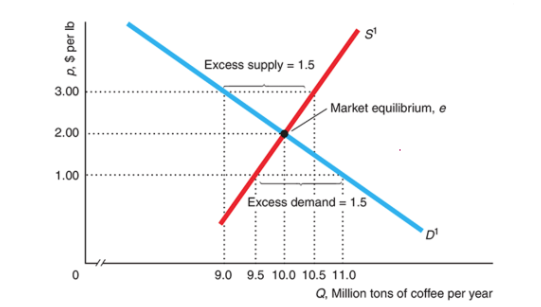 p, $ per lb
S¹
Excess supply = 1.5
3.00
Market equilibrium, e
2.00
1.00
Excess demand = 1.5
D¹
0
9.0 9.5 10.0 10.5 11.0
Q, Million tons of coffee per year